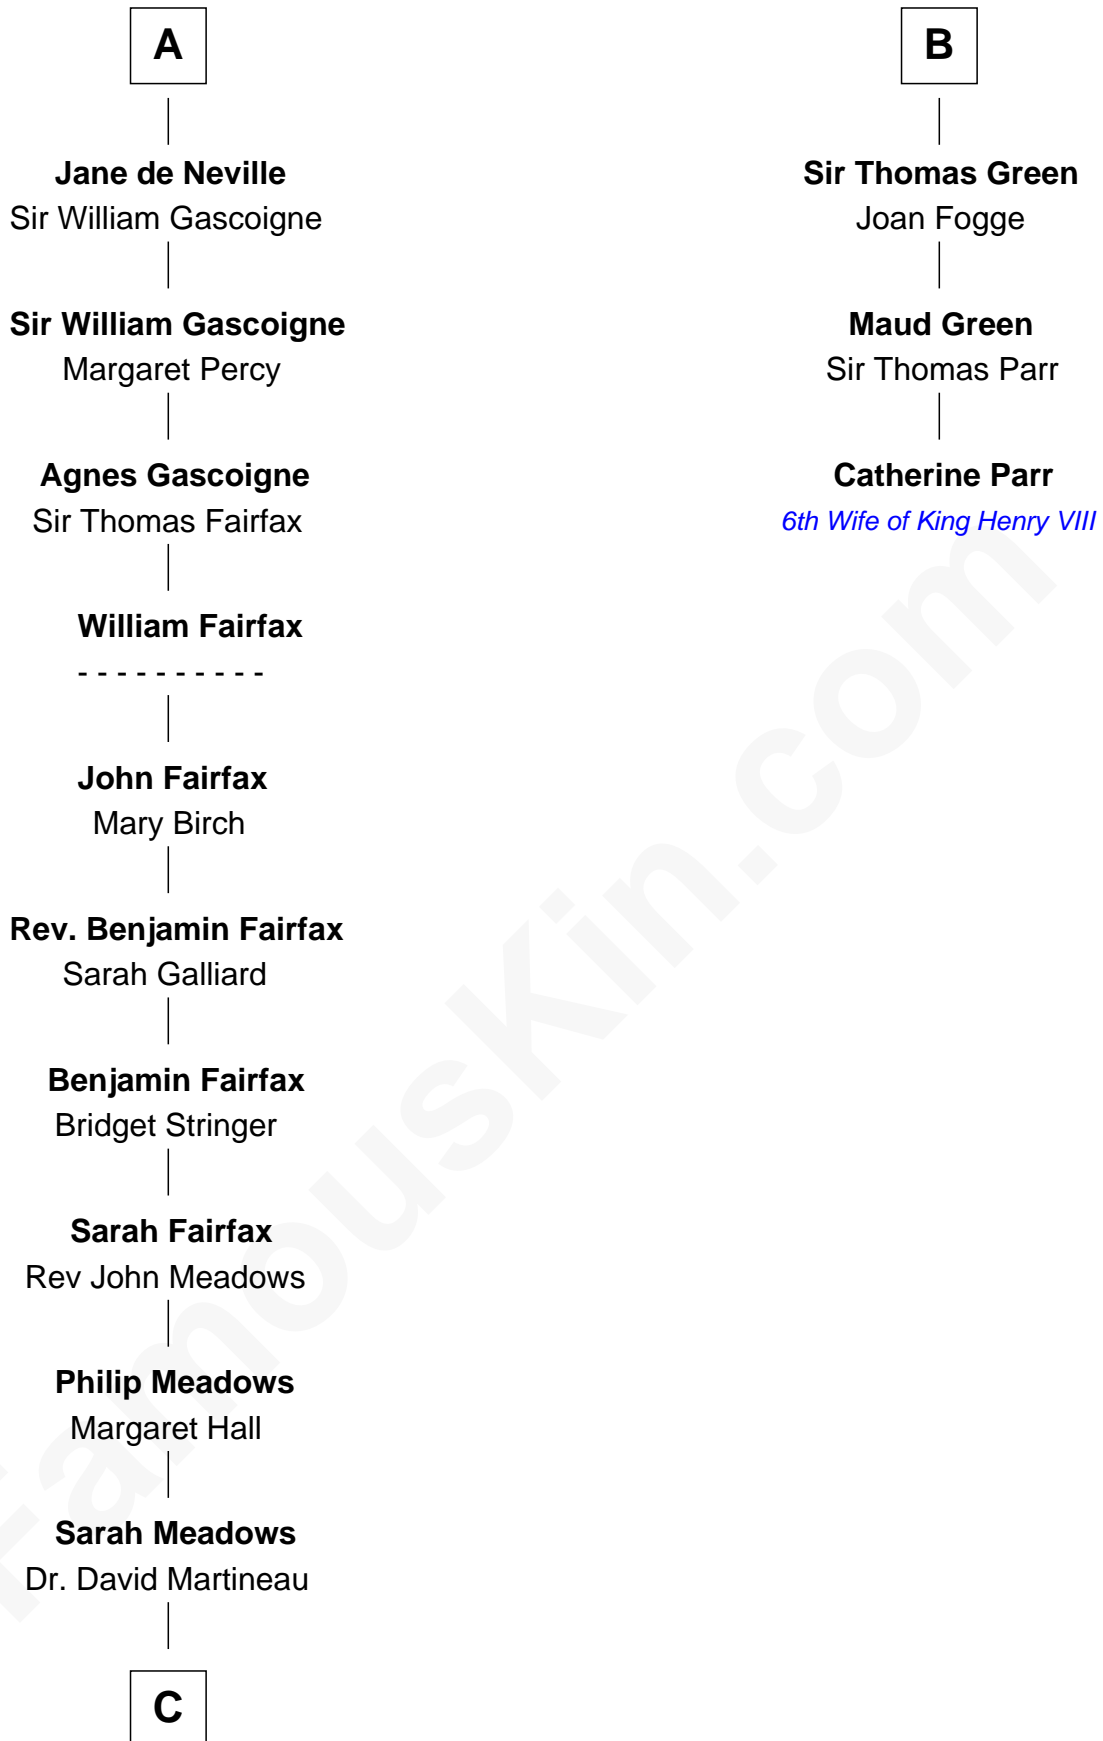 A
Jane de Neville
Sir William Gascoigne
Sir William Gascoigne
Margaret Percy
Agnes Gascoigne
Sir Thomas Fairfax
William Fairfax
- - - - - - - - - -
John Fairfax
Mary Birch
Rev. Benjamin Fairfax
Sarah Galliard
Benjamin Fairfax
Bridget Stringer
Sarah Fairfax
Rev John Meadows
Philip Meadows
Margaret Hall
Sarah Meadows
Dr. David Martineau
C
B
Sir Thomas Green
Joan Fogge
Maud Green
Sir Thomas Parr
Catherine Parr
6th Wife of King Henry VIII
FamousKin.com